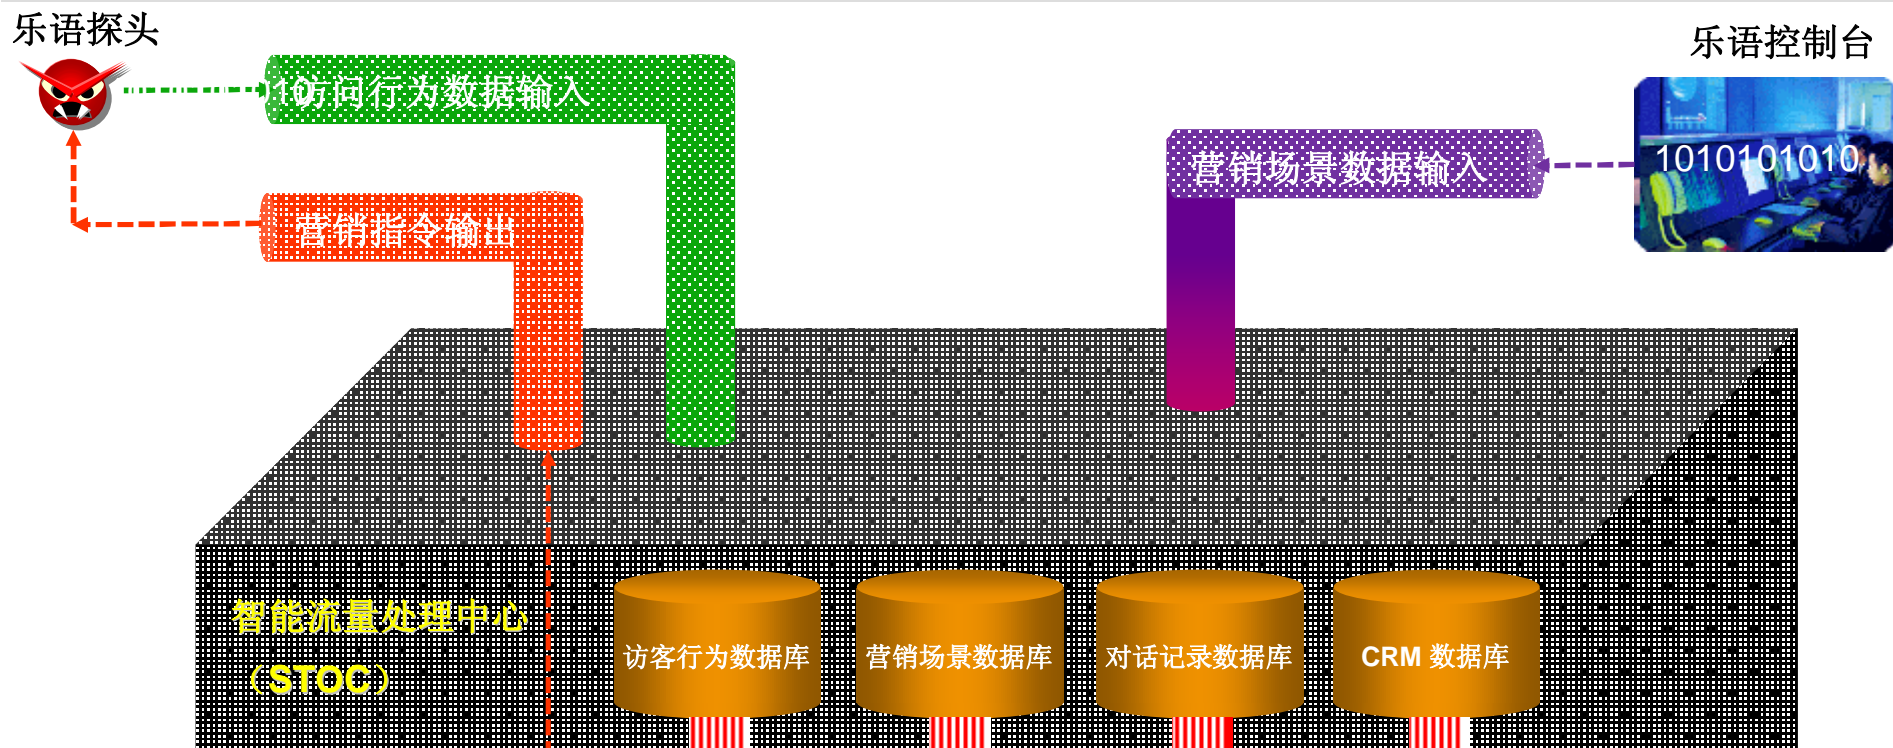 乐语探头
乐语控制台
010
访问行为数据输入
营销场景数据输入
1010101010
营销指令输出
智能流量处理中心
（STOC）
访客行为数据库
营销场景数据库
对话记录数据库
CRM 数据库